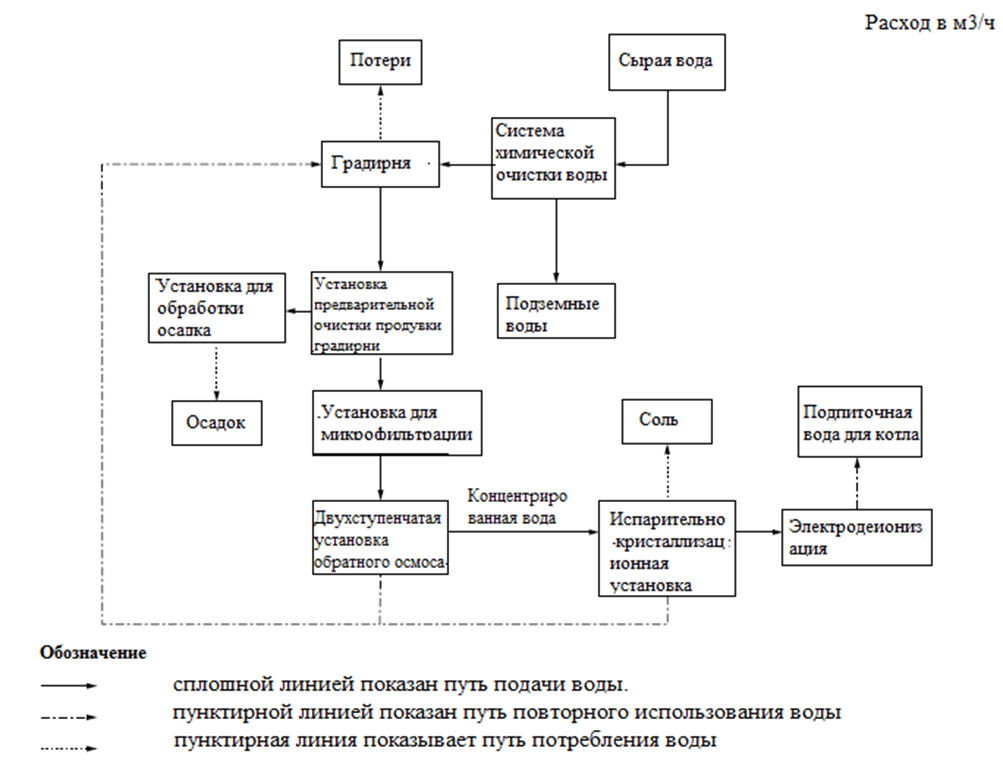 Расход в м3/ч
Потери
Сырая вода
Система
химической
очистки воды
Градирня .
Установка для
обработки
осадка
Установка
предварительной
очистки продувки
градирни
Подземные
воды
.Установка для
микрофильтрации
Осадок
Соль
Подпиточная
вода для котла
Концентриро
ванная вода
Двухступенчатая
установка
обратного осмоса.
Испарительно
-кристаллизац :
ионная
установка
Электродеиониз
ация
Обозначение
сплошной линией показан путь подачи воды.
пунктирной линией показан путь повторного использования воды
пунктирная линия показывает путь потребления воды